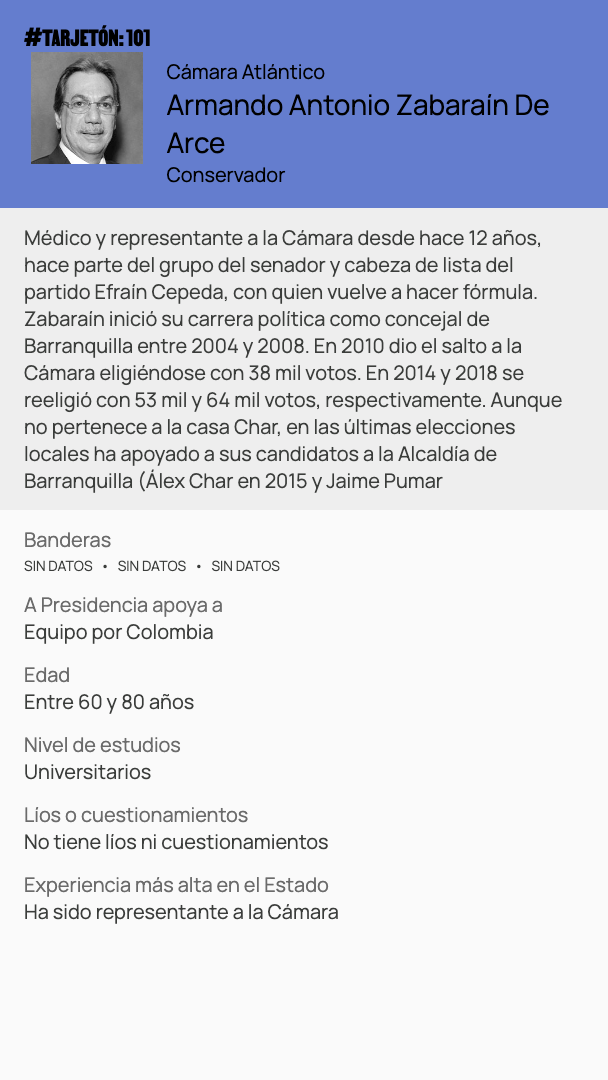 #TARJETÓN: 101
Cámara Atlántico
Armando Antonio Zabaraín De
Arce
Conservador
Médico y representante a la Cámara desde hace 12 años,
hace parte del grupo del senador y cabeza de lista del
partido Efraín Cepeda, con quien vuelve a hacer fórmula.
Zabaraín inició su carrera política como concejal de
Barranquilla entre 2004 y 2008. En 2010 dio el salto a la
Cámara eligiéndose con 38 mil votos. En 2014 y 2018 se
reeligió con 53 mil y 64 mil votos, respectivamente. Aunque
no pertenece a la casa Char, en las últimas elecciones
locales ha apoyado a sus candidatos a la Alcaldía de
Barranquilla (Álex Char en 2015 y Jaime Pumar
Banderas
SIN DATOS • SIN DATOS • SIN DATOS
A Presidencia apoya a
Equipo por Colombia
Edad
Entre 60 y 80 años
Nivel de estudios
Universitarios
Líos o cuestionamientos
No tiene líos ni cuestionamientos
Experiencia más alta en el Estado
Ha sido representante a la Cámara